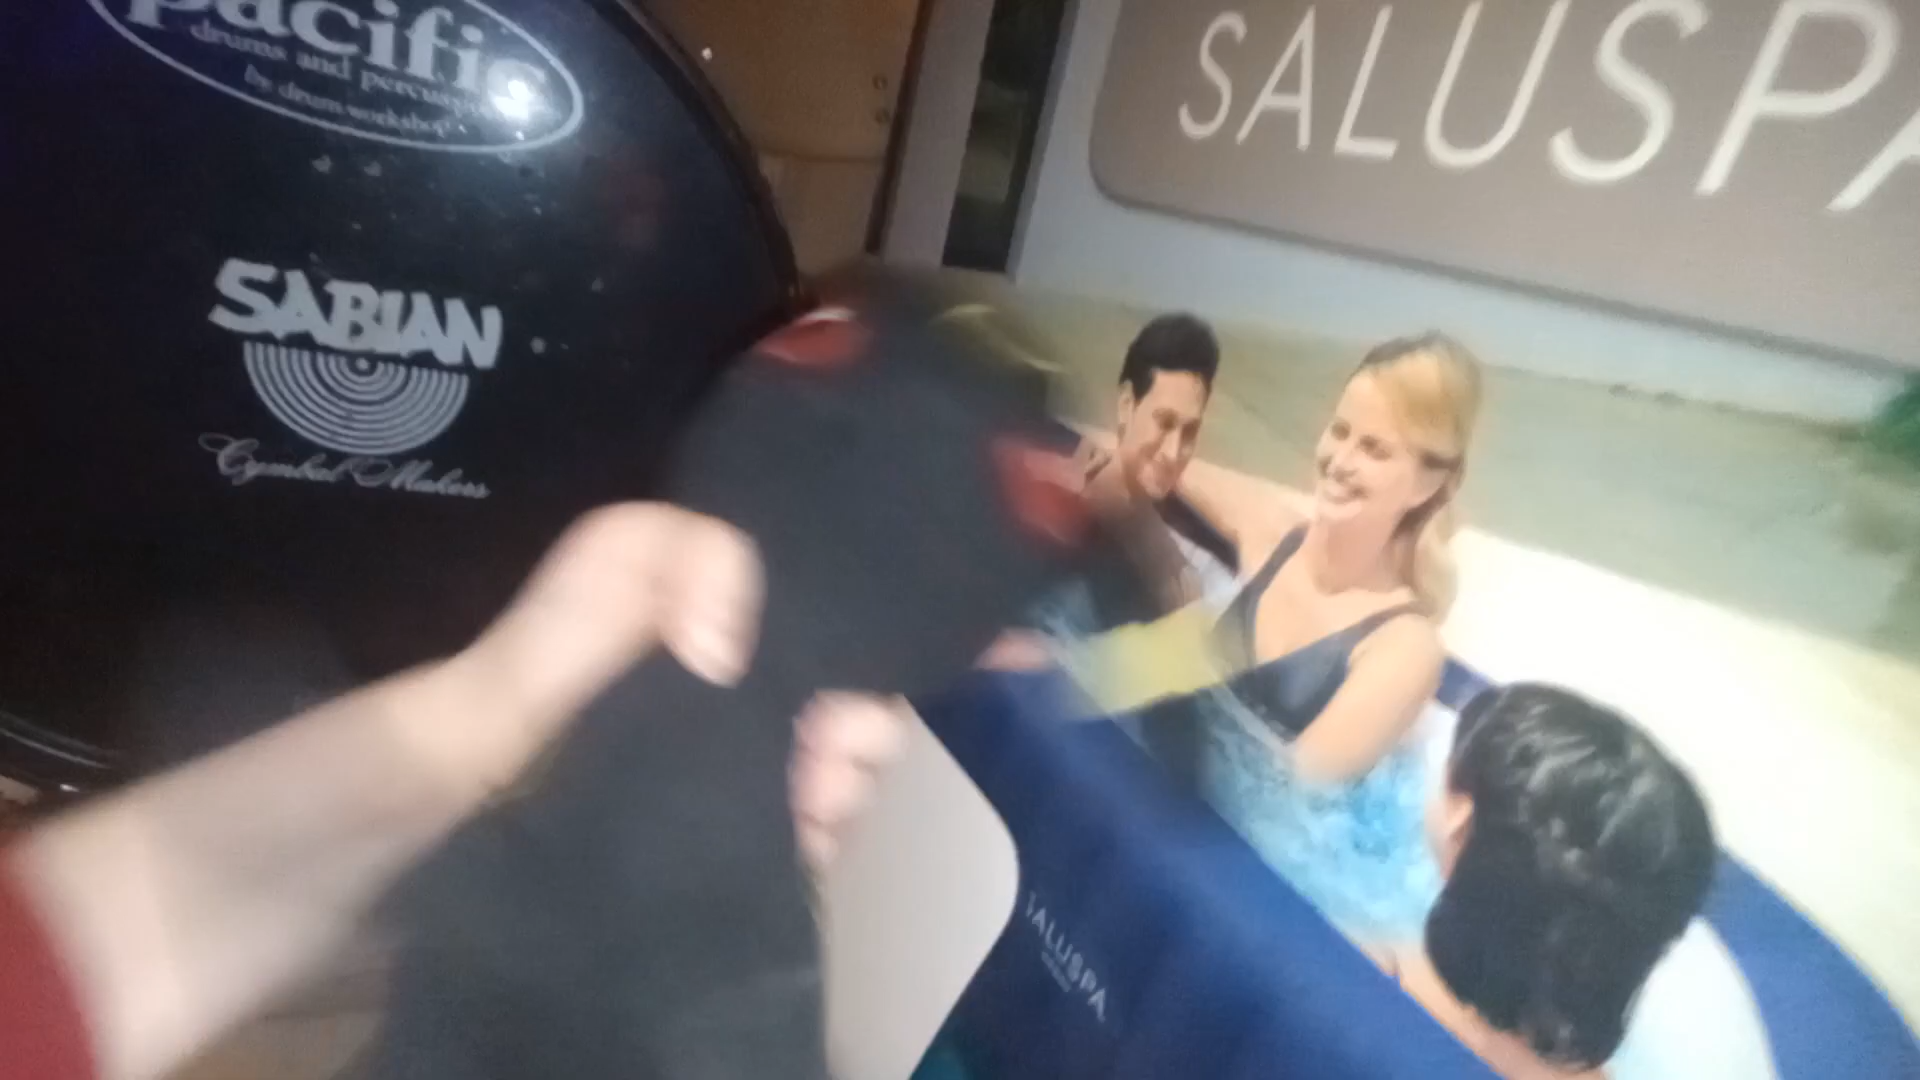 pacific
drums and percussion
by drum workshop
SABIAN
Cymbal Makers
SALUSPA
SALUSPA